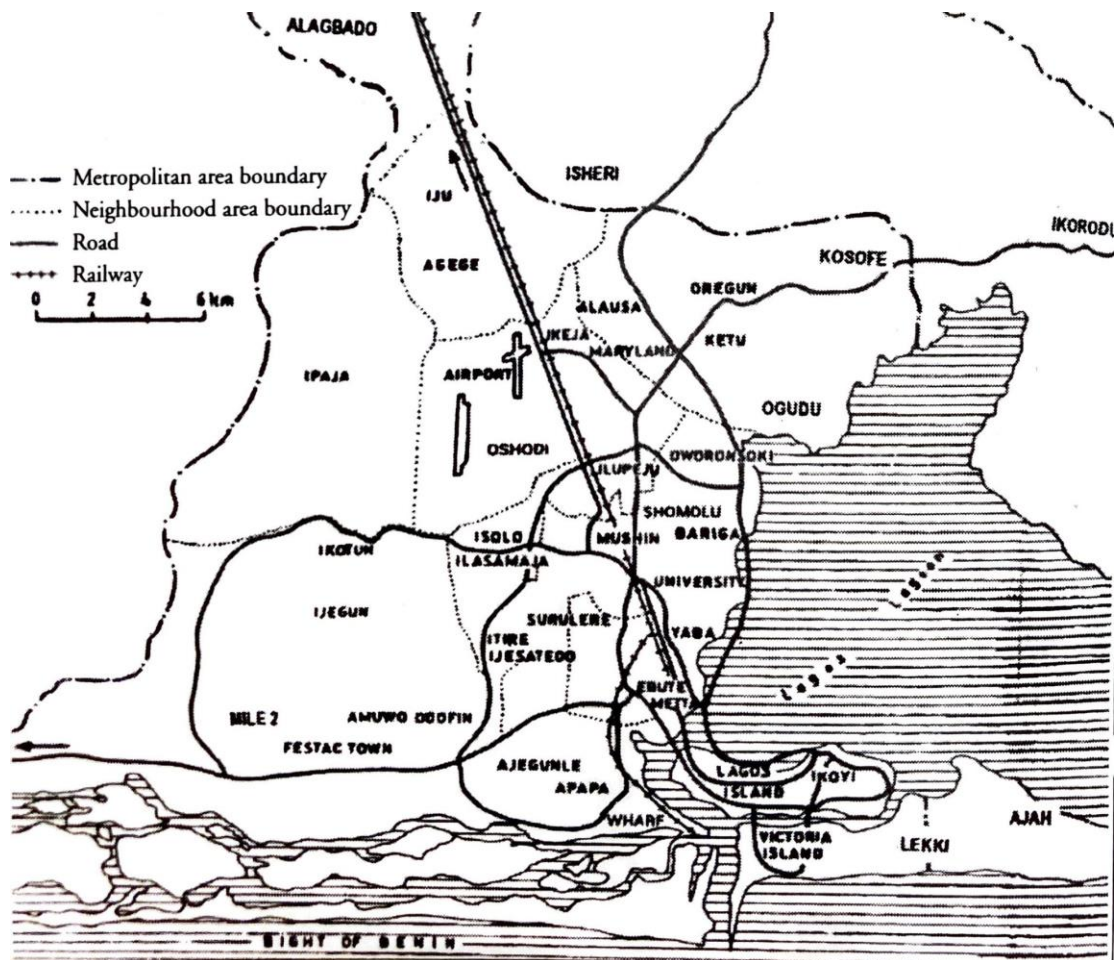 ALAGBADO
Metropolitan area boundary
Neighbourhood area boundary
Road
Railway
0 2 4 6 km
ISHERI
IJU
AGEGE
IKORODU
KOSOFE
OREGUN
ALAUSA
IKEJA
MARYLAND
KETU
IPAJA
AIRPORT
OGUDU
OSHODI
OWORONSOKI
ILUPEJU
SHOMOLU
BARIGA
ISOLO
MUSHIN
IKOTUN
ILASAMAJA
UNIVERSITY
IJEGUN
SURULERE
YABA
ITIRE
IJESATEDO
Lagos Lagoon
EBUTE
METTA
MILE 2
AMUWO ODOFIN
FESTAC TOWN
AJEGUNLE
APAPA
LAGOS
ISLAND
IKOYI
WHARF
VICTORIA
ISLAND
LEKKI
AJAH
BIGHT OF BENIN